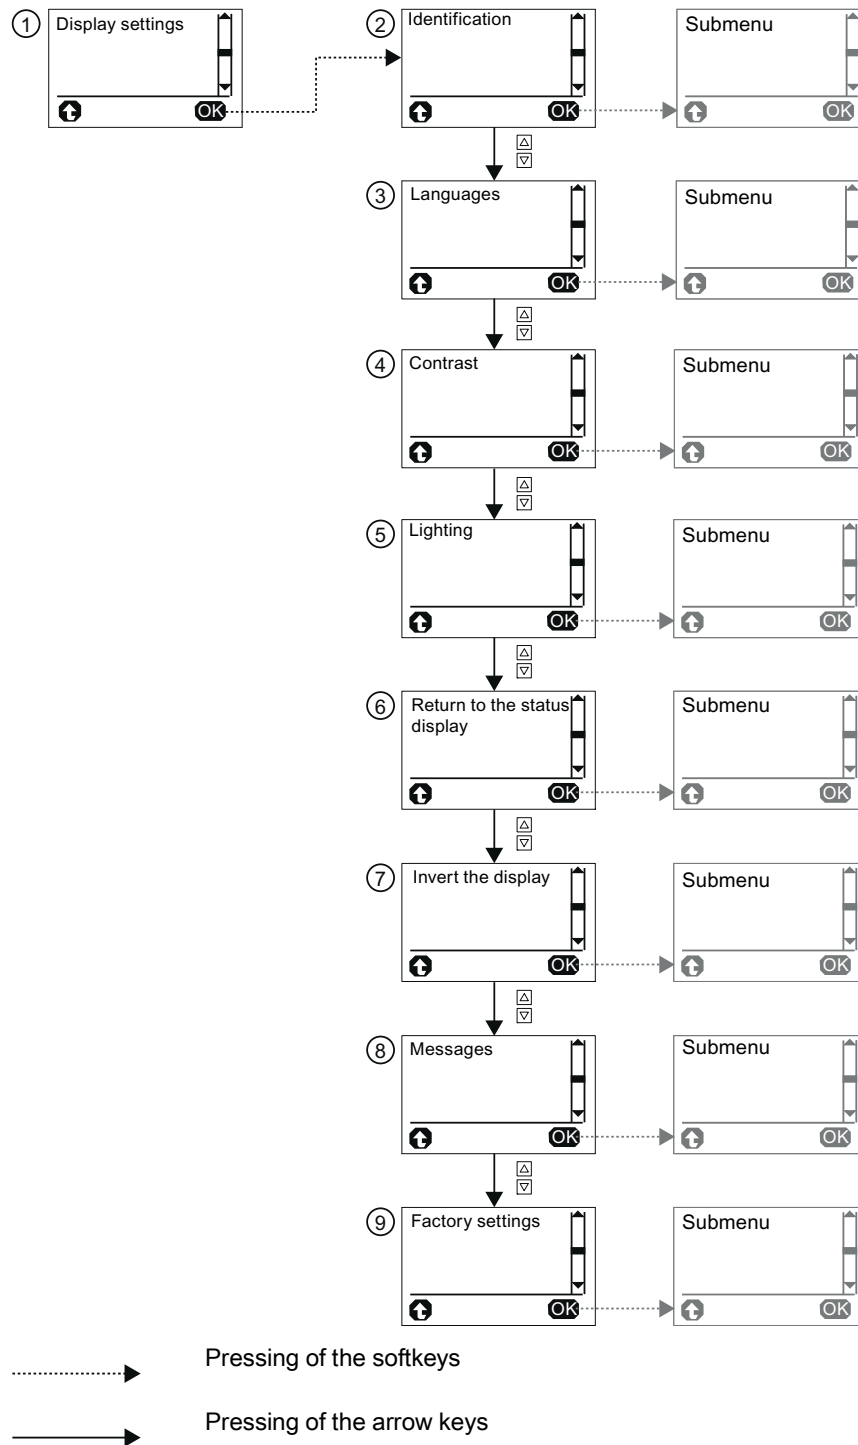 1 Display settings
OK
2 Identification
OK
Submenu
OK
3 Languages
OK
Submenu
OK
4 Contrast
OK
Submenu
OK
5 Lighting
OK
Submenu
OK
6 Return to the status
display
OK
Submenu
OK
7 Invert the display
OK
Submenu
OK
8 Messages
OK
Submenu
OK
9 Factory settings
OK
Submenu
OK
Pressing of the softkeys
Pressing of the arrow keys